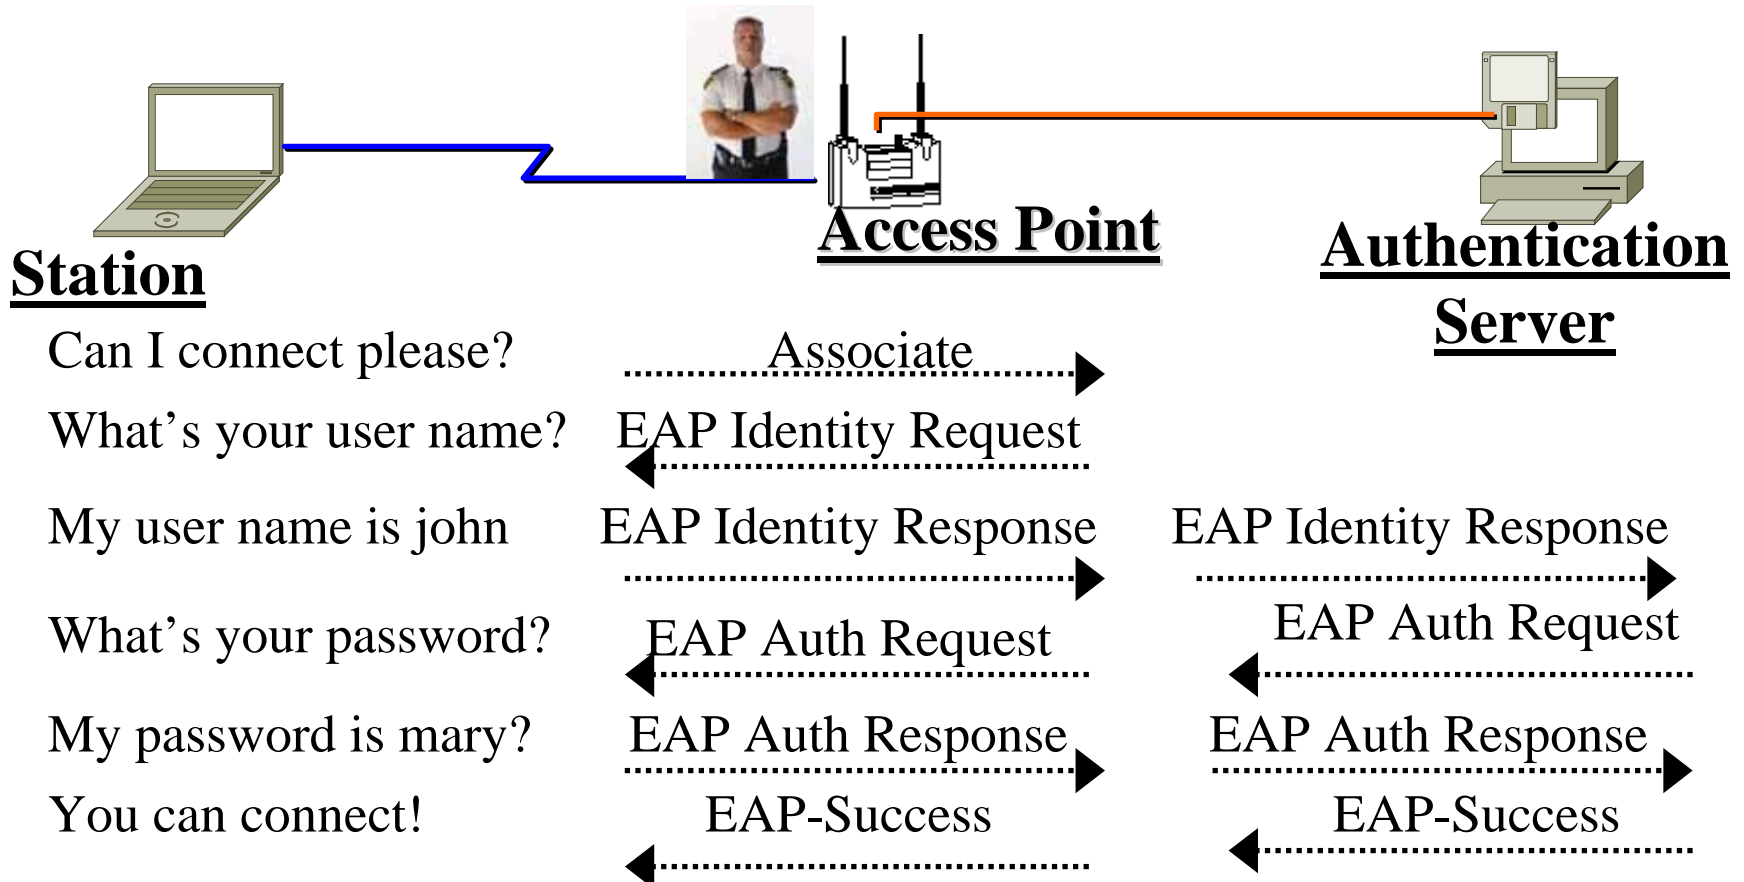 Access Point
Authentication
Server
Station
Can I connect please? Associate
What's your user name? EAP Identity Request
My user name is john EAP Identity Response EAP Identity Response
What's your password? EAP Auth Request EAP Auth Request
My password is mary? EAP Auth Response EAP Auth Response
You can connect! EAP-Success EAP-Success